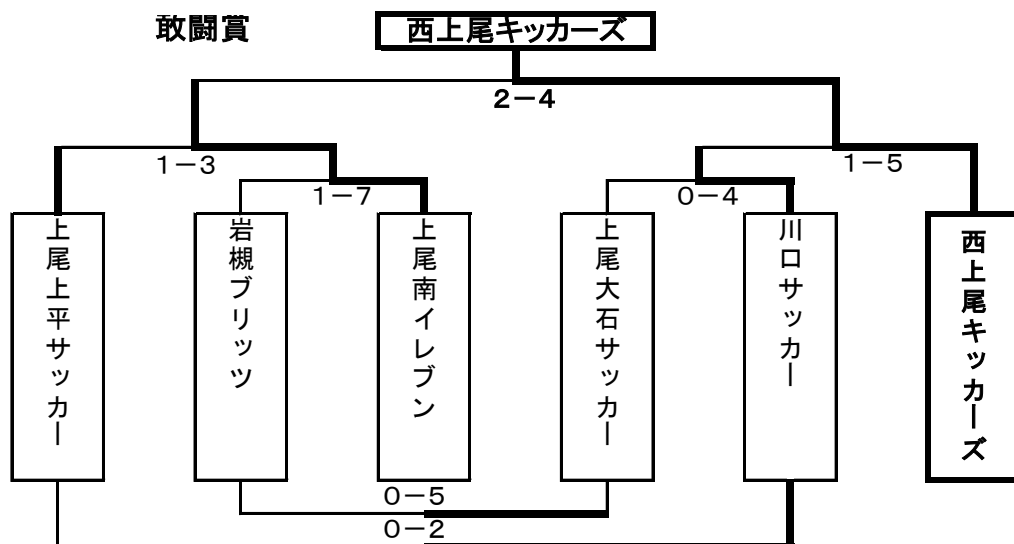 敢闘賞
西上尾キッカーズ
2－4
1－3
1－5
1－7
0－4
上尾上平サッカー
岩槻ブリッツ
上尾南イレブン
上尾大石サッカー
川口サッカー
西上尾キッカーズ
0－5
0－2